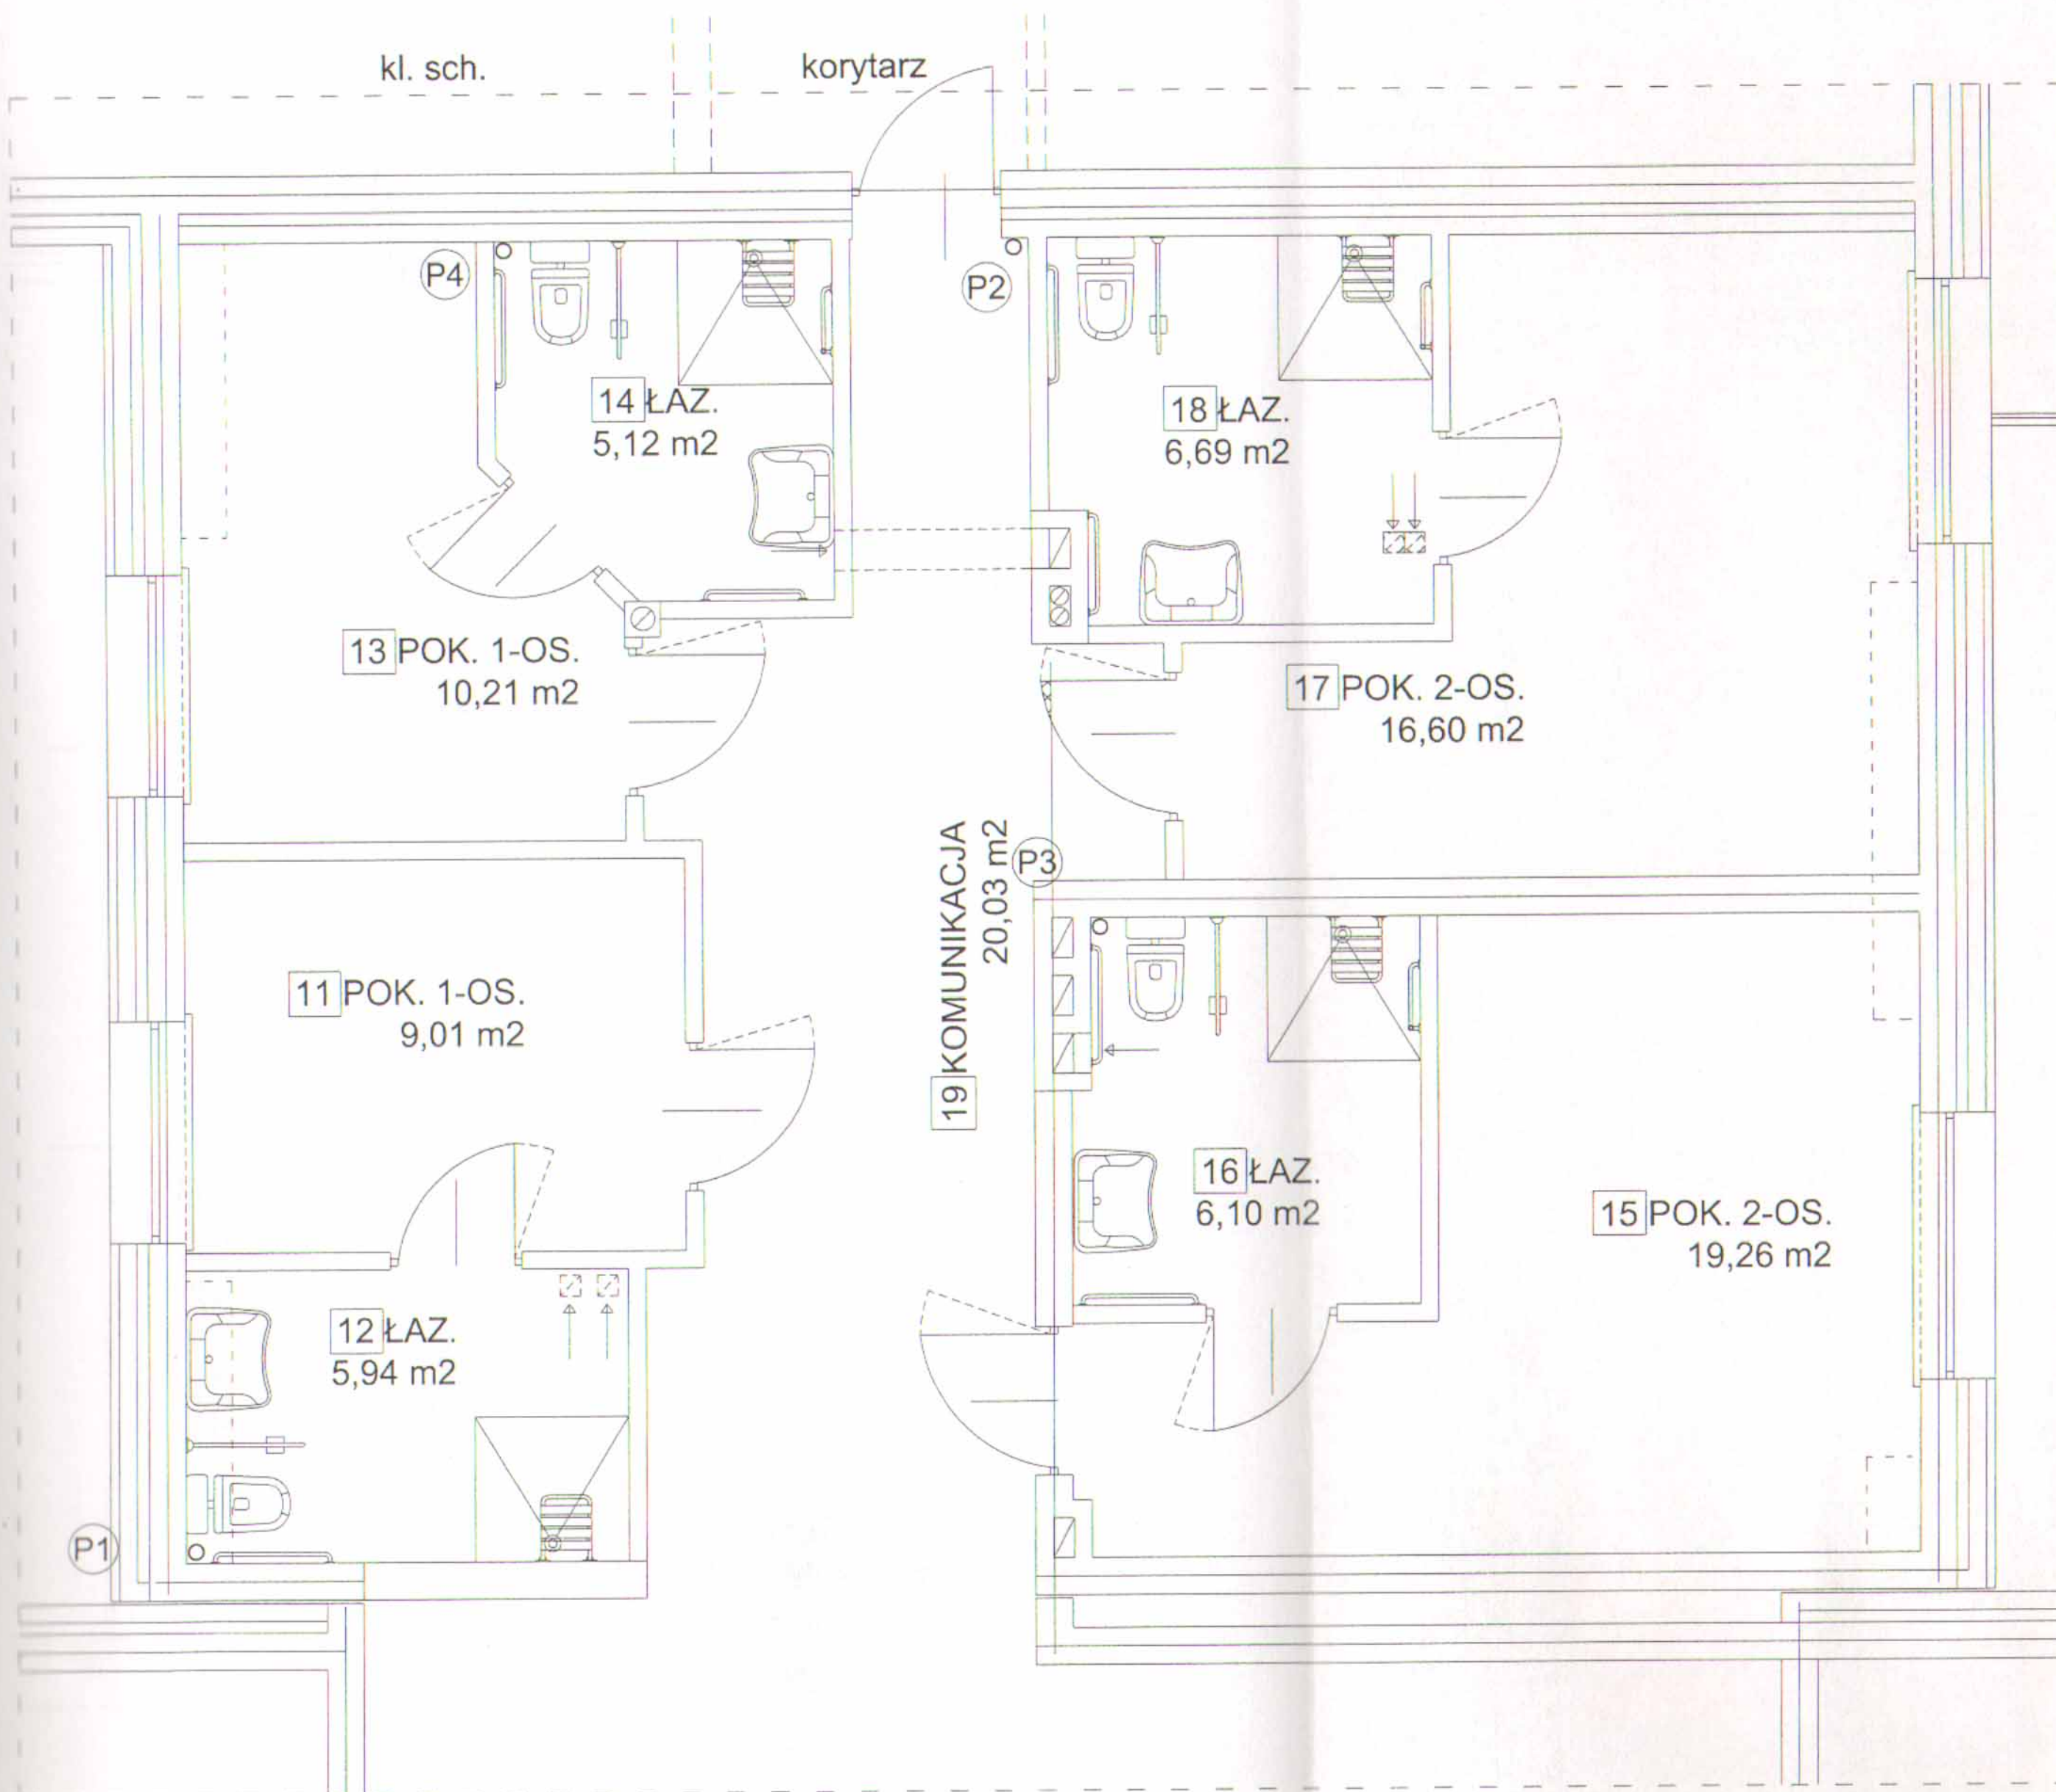 kl. sch.
korytarz
P4
P2
14 ŁAZ.
5,12 m2
18 ŁAZ.
6,69 m2
13 POK. 1-OS.
10,21 m2
17 POK. 2-OS.
16,60 m2
19 KOMUNIKACJA
20,03 m2
P3
11 POK. 1-OS.
9,01 m2
16 ŁAZ.
6,10 m2
15 POK. 2-OS.
19,26 m2
12 ŁAZ.
5,94 m2
P1